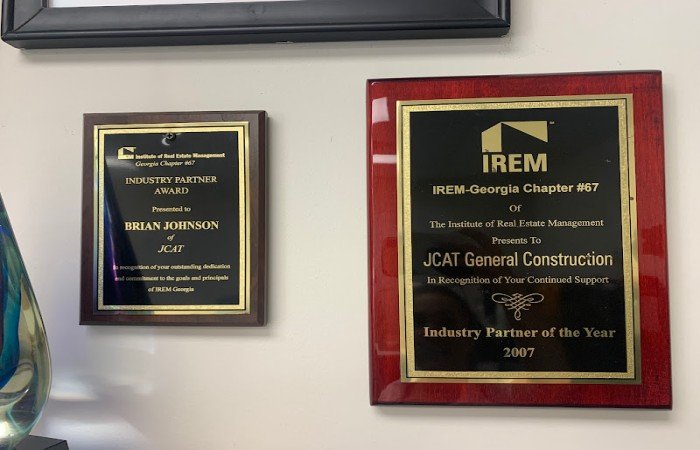 Institute of Real Estate Management
Georgia Chapter #67
INDUSTRY PARTNER
AWARD
Presented to
BRIAN JOHNSON
of
JCAT
In recognition of your outstanding dedication
and commitment to the goals and principals
of IREM Georgia
IREM
IREM-Georgia Chapter #67
Of
The Institute of Real Estate Management
Presents To
JCAT General Construction
In Recognition of Your Continued Support
Industry Partner of the Year
2007